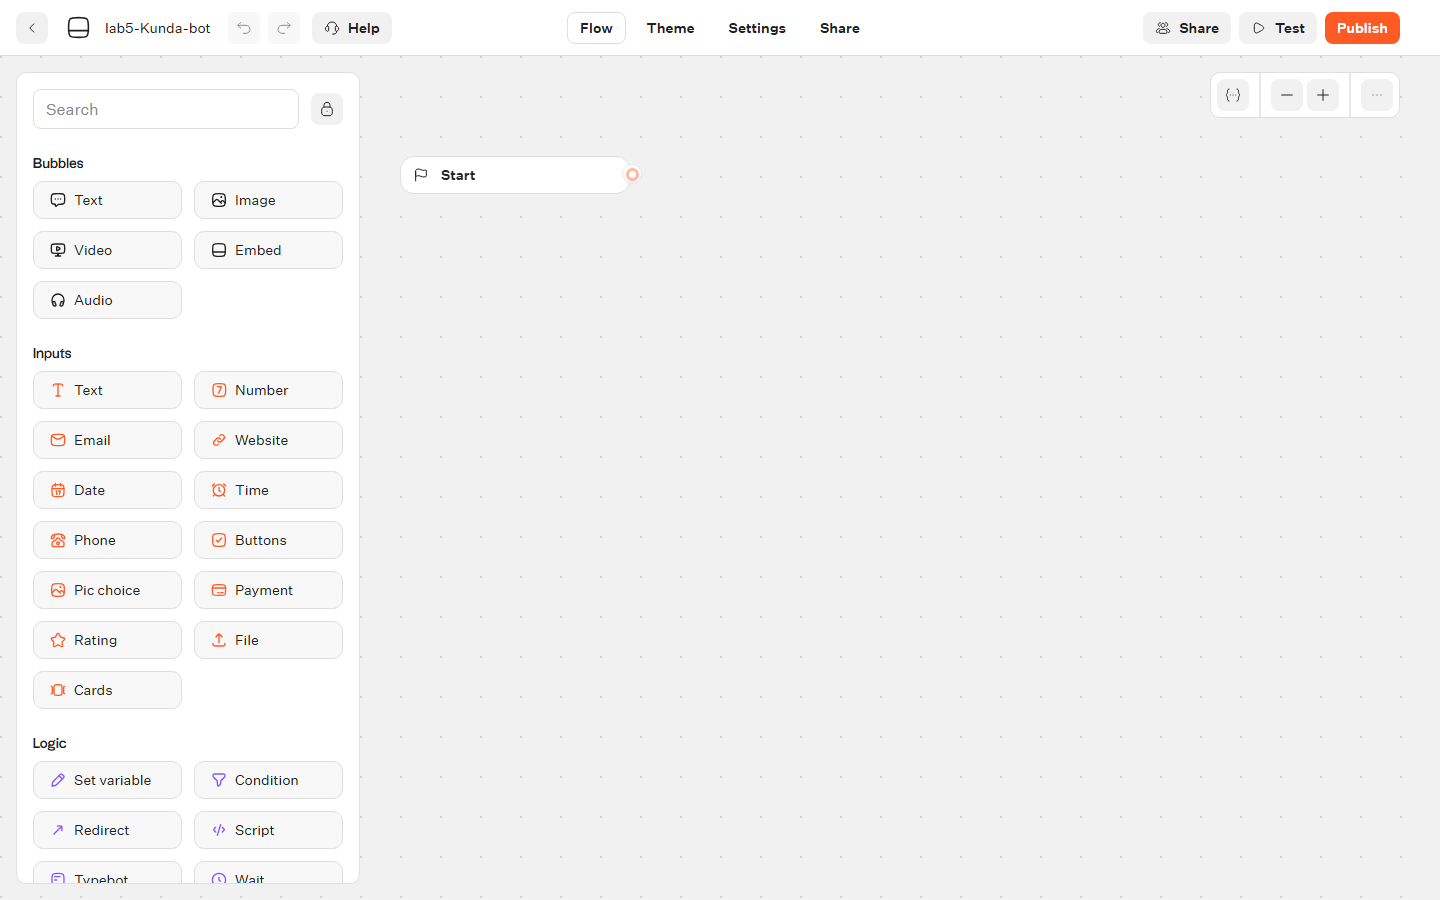 lab5-Kunda-bot
Help
Flow
Theme
Settings
Share
Share
Test
Publish
Search
Bubbles
Text
Image
Video
Embed
Audio
Inputs
Text
Number
Email
Website
Date
Time
Phone
Buttons
Pic choice
Payment
Rating
File
Cards
Logic
Set variable
Condition
Redirect
Script
Typebot
Wait
Start